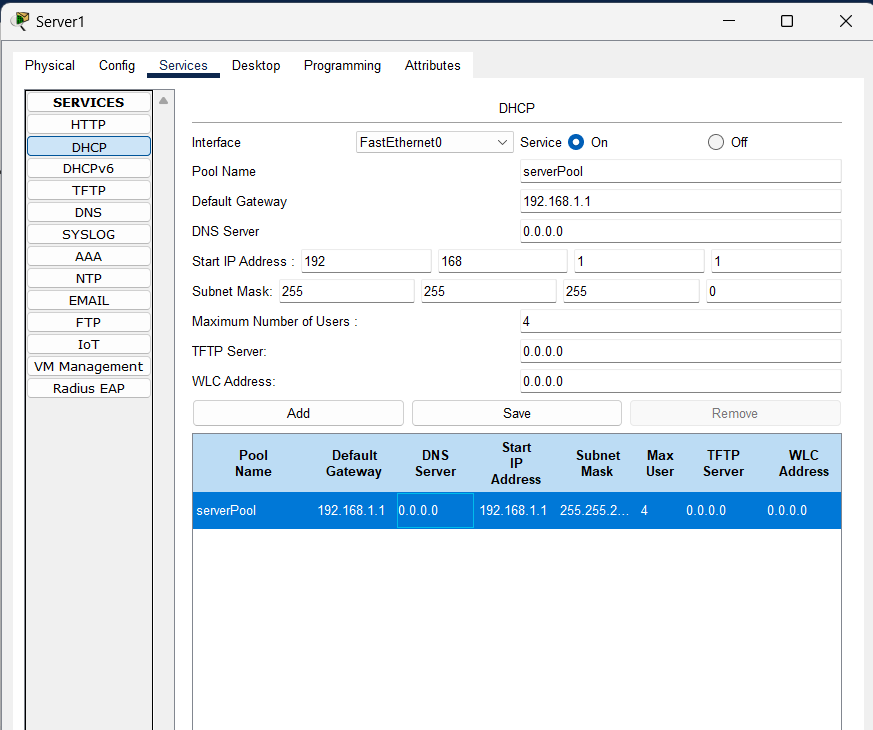 Server1
Physical Config Services Desktop Programming Attributes
SERVICES
HTTP
DHCP
DHCPv6
TFTP
DNS
SYSLOG
AAA
NTP
EMAIL
FTP
IoT
VM Management
Radius EAP
DHCP
Interface FastEthernet0 Service On Off
Pool Name serverPool
Default Gateway 192.168.1.1
DNS Server 0.0.0.0
Start IP Address : 192 168 1 1
Subnet Mask: 255 255 255 0
Maximum Number of Users : 4
TFTP Server: 0.0.0.0
WLC Address: 0.0.0.0
Add Save Remove
Pool Name Default Gateway DNS Server Start IP Address Subnet Mask Max User TFTP Server WLC Address
serverPool 192.168.1.1 0.0.0.0 192.168.1.1 255.255.2... 4 0.0.0.0 0.0.0.0